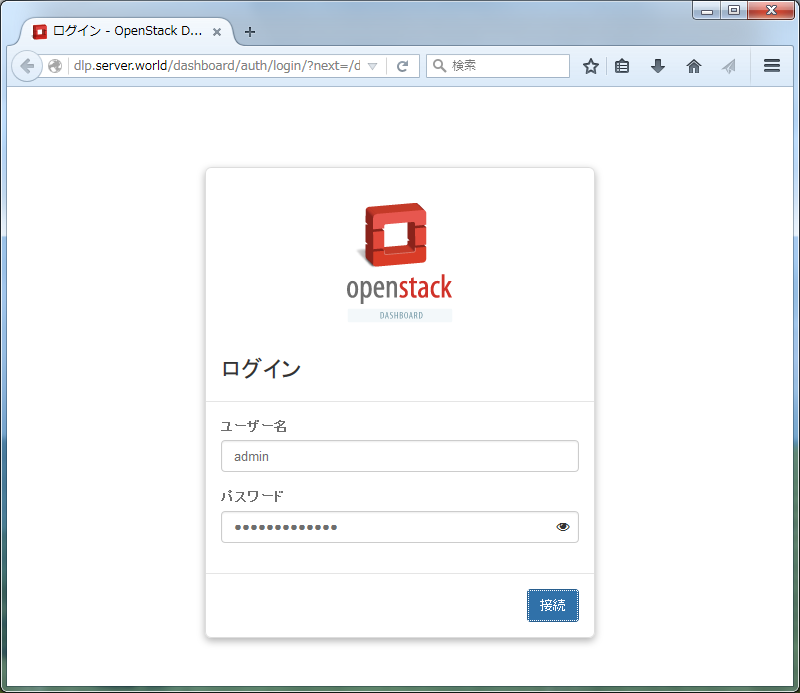 ログイン - OpenStack D...
dlp.server.world/dashboard/auth/login/?next=/d
検索
openstack
DASHBOARD
ログイン
ユーザー名
admin
パスワード
接続